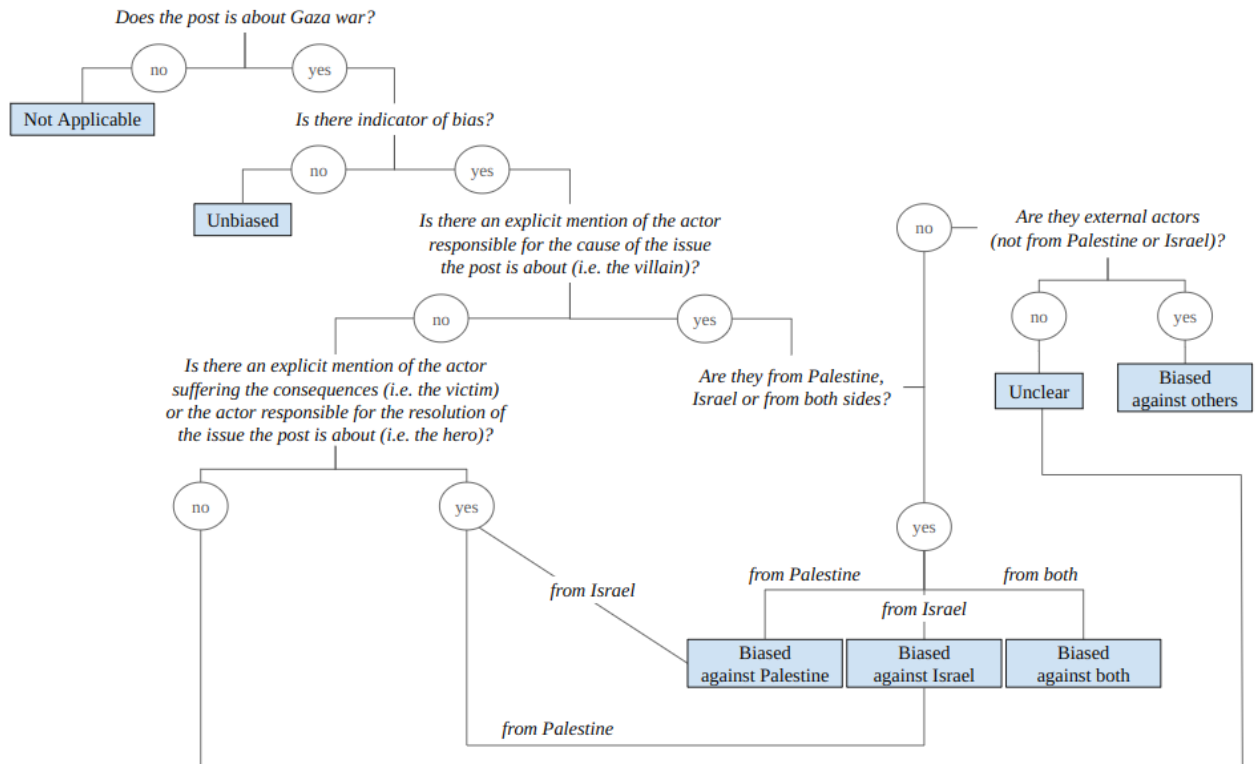 Does the post is about Gaza war?
no
yes
Not Applicable
Is there indicator of bias?
no
yes
Unbiased
Is there an explicit mention of the actor
responsible for the cause of the issue
the post is about (i.e. the villain)?
no
yes
Is there an explicit mention of the actor
suffering the consequences (i.e. the victim)
or the actor responsible for the resolution of
the issue the post is about (i.e. the hero)?
Are they from Palestine,
Israel or from both sides?
no
Are they external actors
(not from Palestine or Israel)?
no
yes
Unclear
Biased
against others
no
yes
yes
from Israel
from Palestine
from Israel
from both
Biased
against Palestine
Biased
against Israel
Biased
against both
from Palestine